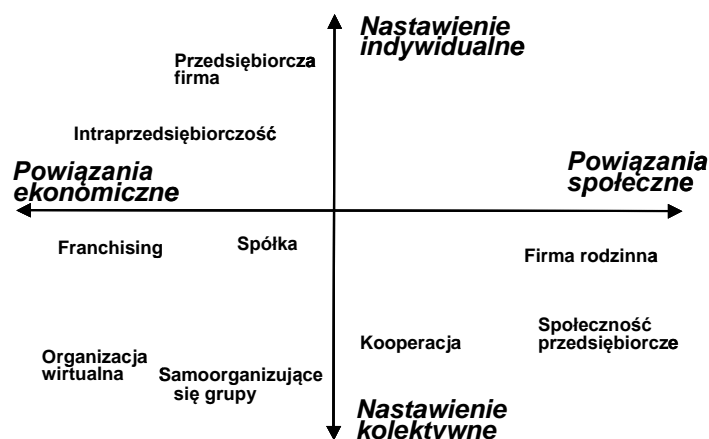 Nastawienie
indywidualne
Przedsiębiorcza
firma
Intraprzedsiębiorczość
Powiązania
ekonomiczne
Powiązania
społeczne
Franchising
Spółka
Firma rodzinna
Organizacja
wirtualna
Samoorganizujące
się grupy
Kooperacja
Społeczność
przedsiębiorcze
Nastawienie
kolektywne